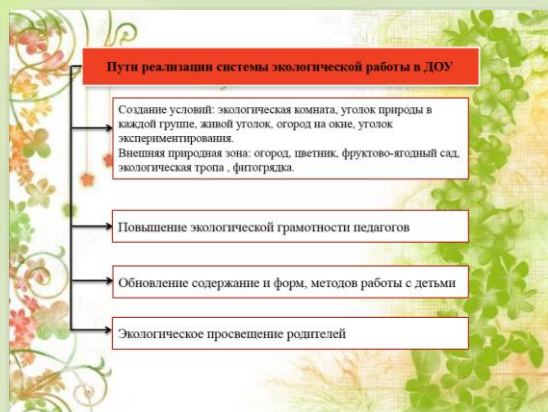 Пути реализации системы экологической работы в ДОУ
Создание условий: экологическая комната, уголок природы в
каждой группе, живой уголок, огород на окне, уголок
экспериментирования.
Внешняя природная зона: огород, цветник, фруктово-ягодный сад,
экологическая тропа , фитогрядка.
Повышение экологической грамотности педагогов
Обновление содержание и форм, методов работы с детьми
Экологическое просвещение родителей